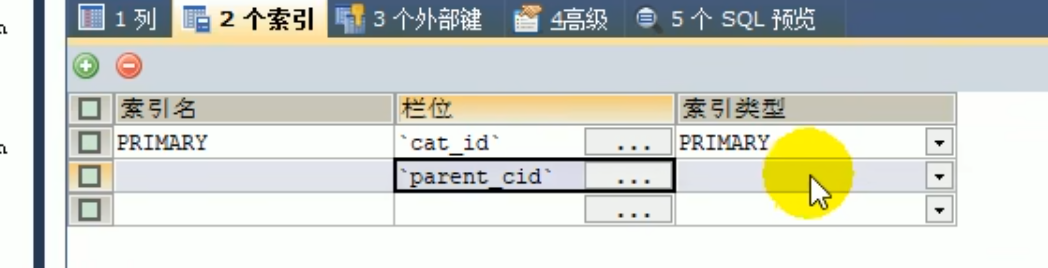 1 列 2 个索引 3 个外部键 4高级 5 个 SQL 预览
索引名 栏位 索引类型
PRIMARY `cat_id` ... PRIMARY
`parent_cid` ...
...